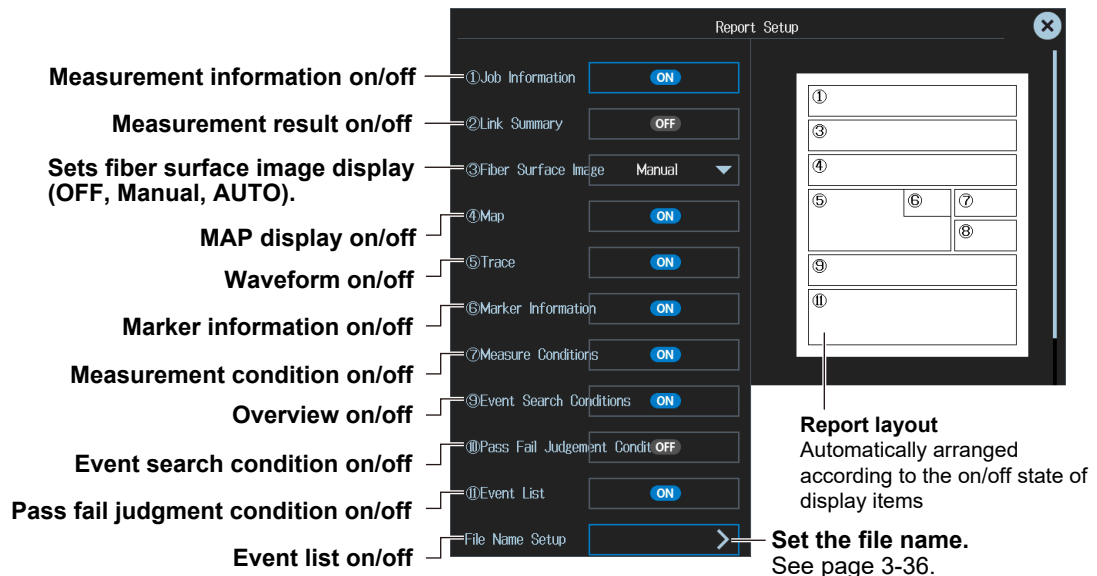 Report Setup
Measurement information on/off
①Job Information ON
Measurement result on/off
②Link Summary OFF
Sets fiber surface image display
(OFF, Manual, AUTO).
③Fiber Surface Image Manual
MAP display on/off
④Map ON
Waveform on/off
⑤Trace ON
Marker information on/off
⑥Marker Information ON
Measurement condition on/off
⑦Measure Conditions ON
Overview on/off
⑨Event Search Conditions ON
Event search condition on/off
⑩Pass Fail Judgement Condit OFF
Pass fail judgment condition on/off
⑪Event List ON
Event list on/off
File Name Setup
①
③
④
⑤ ⑥ ⑦
⑧
⑨
⑪
Report layout
Automatically arranged
according to the on/off state of
display items
Set the file name.
See page 3-36.